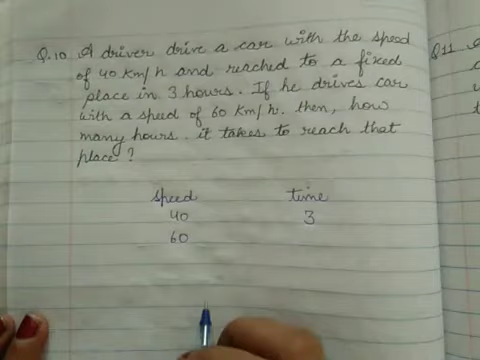 Q.10 A driver drive a car with the speed
of 40 Km/h and reached to a fixed
place in 3 hours. If he drives car
with a speed of 60 Km/h. then, how
many hours. it takes to reach that
place?
speed time
40 3
60
Q11